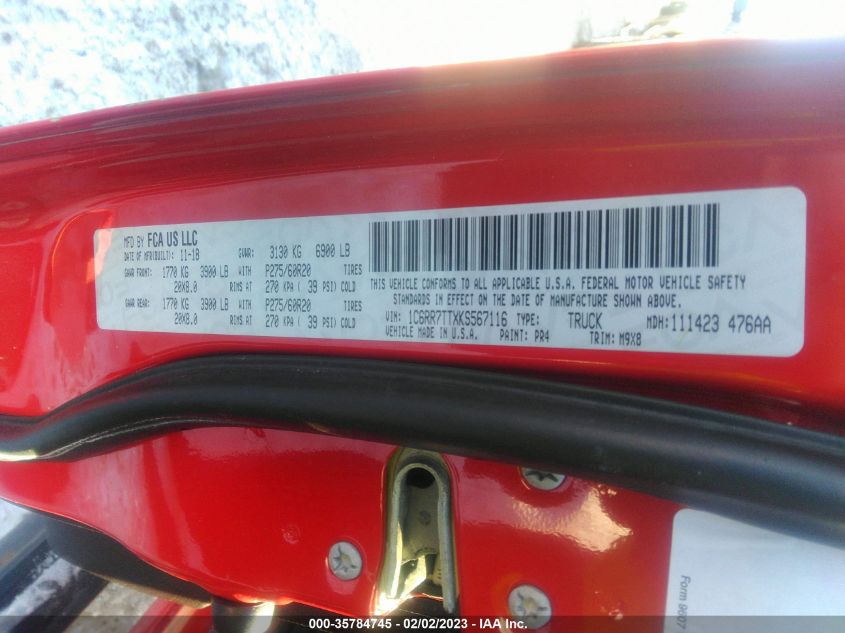 MFD BY FCA US LLC
DATE OF MFR(BUILT): 11-18 GVWR: 3130 KG 6900 LB
GAWR FRONT: 1770 KG 3900 LB WITH P275/60R20 TIRES
20X8.0 RIMS AT 270 KPA ( 39 PSI) COLD
GAWR REAR: 1770 KG 3900 LB WITH P275/60R20 TIRES
20X8.0 RIMS AT 270 KPA ( 39 PSI) COLD
THIS VEHICLE CONFORMS TO ALL APPLICABLE U.S.A. FEDERAL MOTOR VEHICLE SAFETY
STANDARDS IN EFFECT ON THE DATE OF MANUFACTURE SHOWN ABOVE.
VIN: 1C6RR7TTXKS567116 TYPE: TRUCK MDH: 111423 476AA
MADE IN U.S.A. PAINT: PR4 TRIM: M9X8
Form 9607
000-35784745 - 02/02/2023 - IAA Inc.